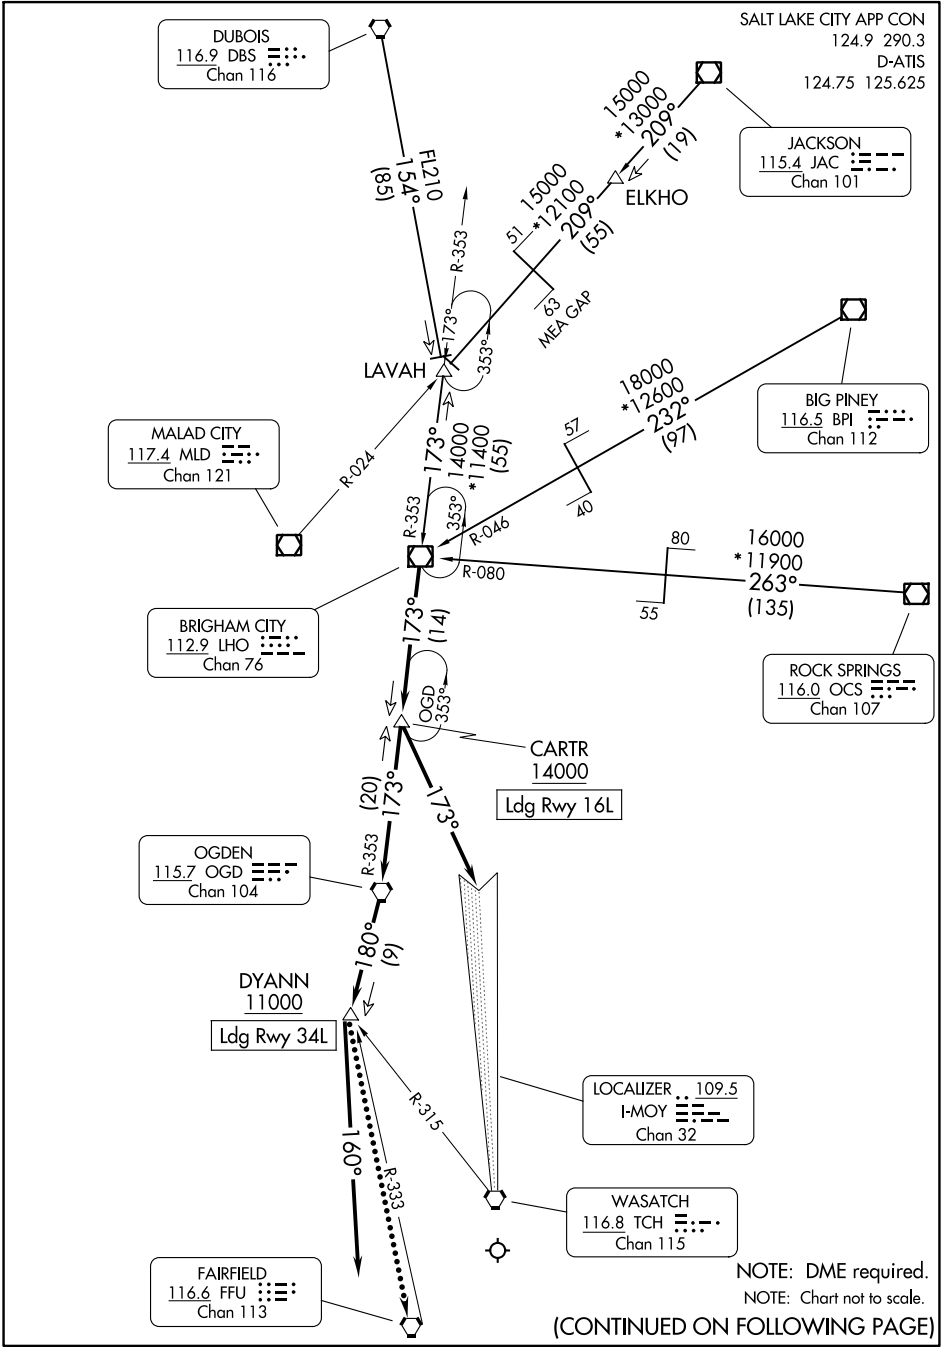 SALT LAKE CITY APP CON
124.9 290.3
D-ATIS
124.75 125.625
DUBOIS
116.9 DBS
Chan 116
JACKSON
115.4 JAC
Chan 101
15000
*13000
209°
(19)
ELKHO
FL210
154°
(85)
15000
*12100
209°
(55)
51
63
MEA GAP
R-353
173°
353°
LAVAH
18000
*12600
232°
(97)
BIG PINEY
116.5 BPI
Chan 112
57
40
MALAD CITY
117.4 MLD
Chan 121
R-024
173°
14000
*11400
(55)
R-353
353°
R-046
R-080
80
55
16000
*11900
263°
(135)
BRIGHAM CITY
112.9 LHO
Chan 76
173°
(14)
ROCK SPRINGS
116.0 OCS
Chan 107
OGD
353°
CARTR
14000
Ldg Rwy 16L
(20)
173°
R-353
173°
OGDEN
115.7 OGD
Chan 104
180°
(9)
DYANN
11000
Ldg Rwy 34L
LOCALIZER 109.5
I-MOY
Chan 32
R-315
160°
R-333
WASATCH
116.8 TCH
Chan 115
FAIRFIELD
116.6 FFU
Chan 113
NOTE: DME required.
NOTE: Chart not to scale.
(CONTINUED ON FOLLOWING PAGE)